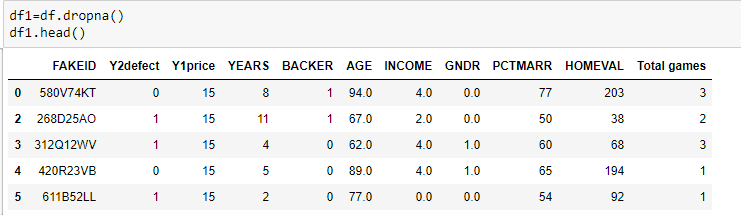 df1=df.dropna()
df1.head()
FAKEID Y2defect Y1price YEARS BACKER AGE INCOME GNDR PCTMARR HOMEVAL Total games
0 580V74KT 0 15 8 1 94.0 4.0 0.0 77 203 3
2 268D25AO 1 15 11 1 67.0 2.0 0.0 50 38 2
3 312Q12WV 1 15 4 0 62.0 4.0 1.0 60 68 3
4 420R23VB 0 15 5 0 89.0 4.0 1.0 65 194 1
5 611B52LL 1 15 2 0 77.0 0.0 0.0 54 92 1